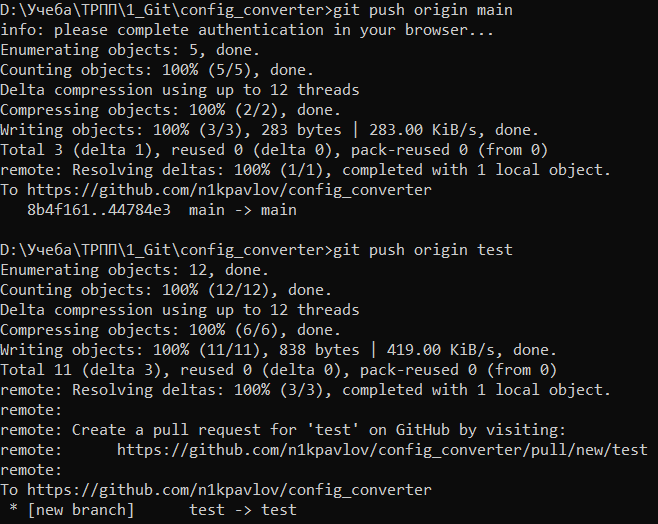 D:\Учеба\ТРПП\1_Git\config_converter>git push origin main
info: please complete authentication in your browser...
Enumerating objects: 5, done.
Counting objects: 100% (5/5), done.
Delta compression using up to 12 threads
Compressing objects: 100% (2/2), done.
Writing objects: 100% (3/3), 283 bytes | 283.00 KiB/s, done.
Total 3 (delta 1), reused 0 (delta 0), pack-reused 0 (from 0)
remote: Resolving deltas: 100% (1/1), completed with 1 local object.
To https://github.com/n1kpavlov/config_converter
   8b4f161..44784e3  main -> main

D:\Учеба\ТРПП\1_Git\config_converter>git push origin test
Enumerating objects: 12, done.
Counting objects: 100% (12/12), done.
Delta compression using up to 12 threads
Compressing objects: 100% (6/6), done.
Writing objects: 100% (11/11), 838 bytes | 419.00 KiB/s, done.
Total 11 (delta 3), reused 0 (delta 0), pack-reused 0 (from 0)
remote: Resolving deltas: 100% (3/3), completed with 1 local object.
remote:
remote: Create a pull request for 'test' on GitHub by visiting:
remote:      https://github.com/n1kpavlov/config_converter/pull/new/test
remote:
To https://github.com/n1kpavlov/config_converter
 * [new branch]      test -> test